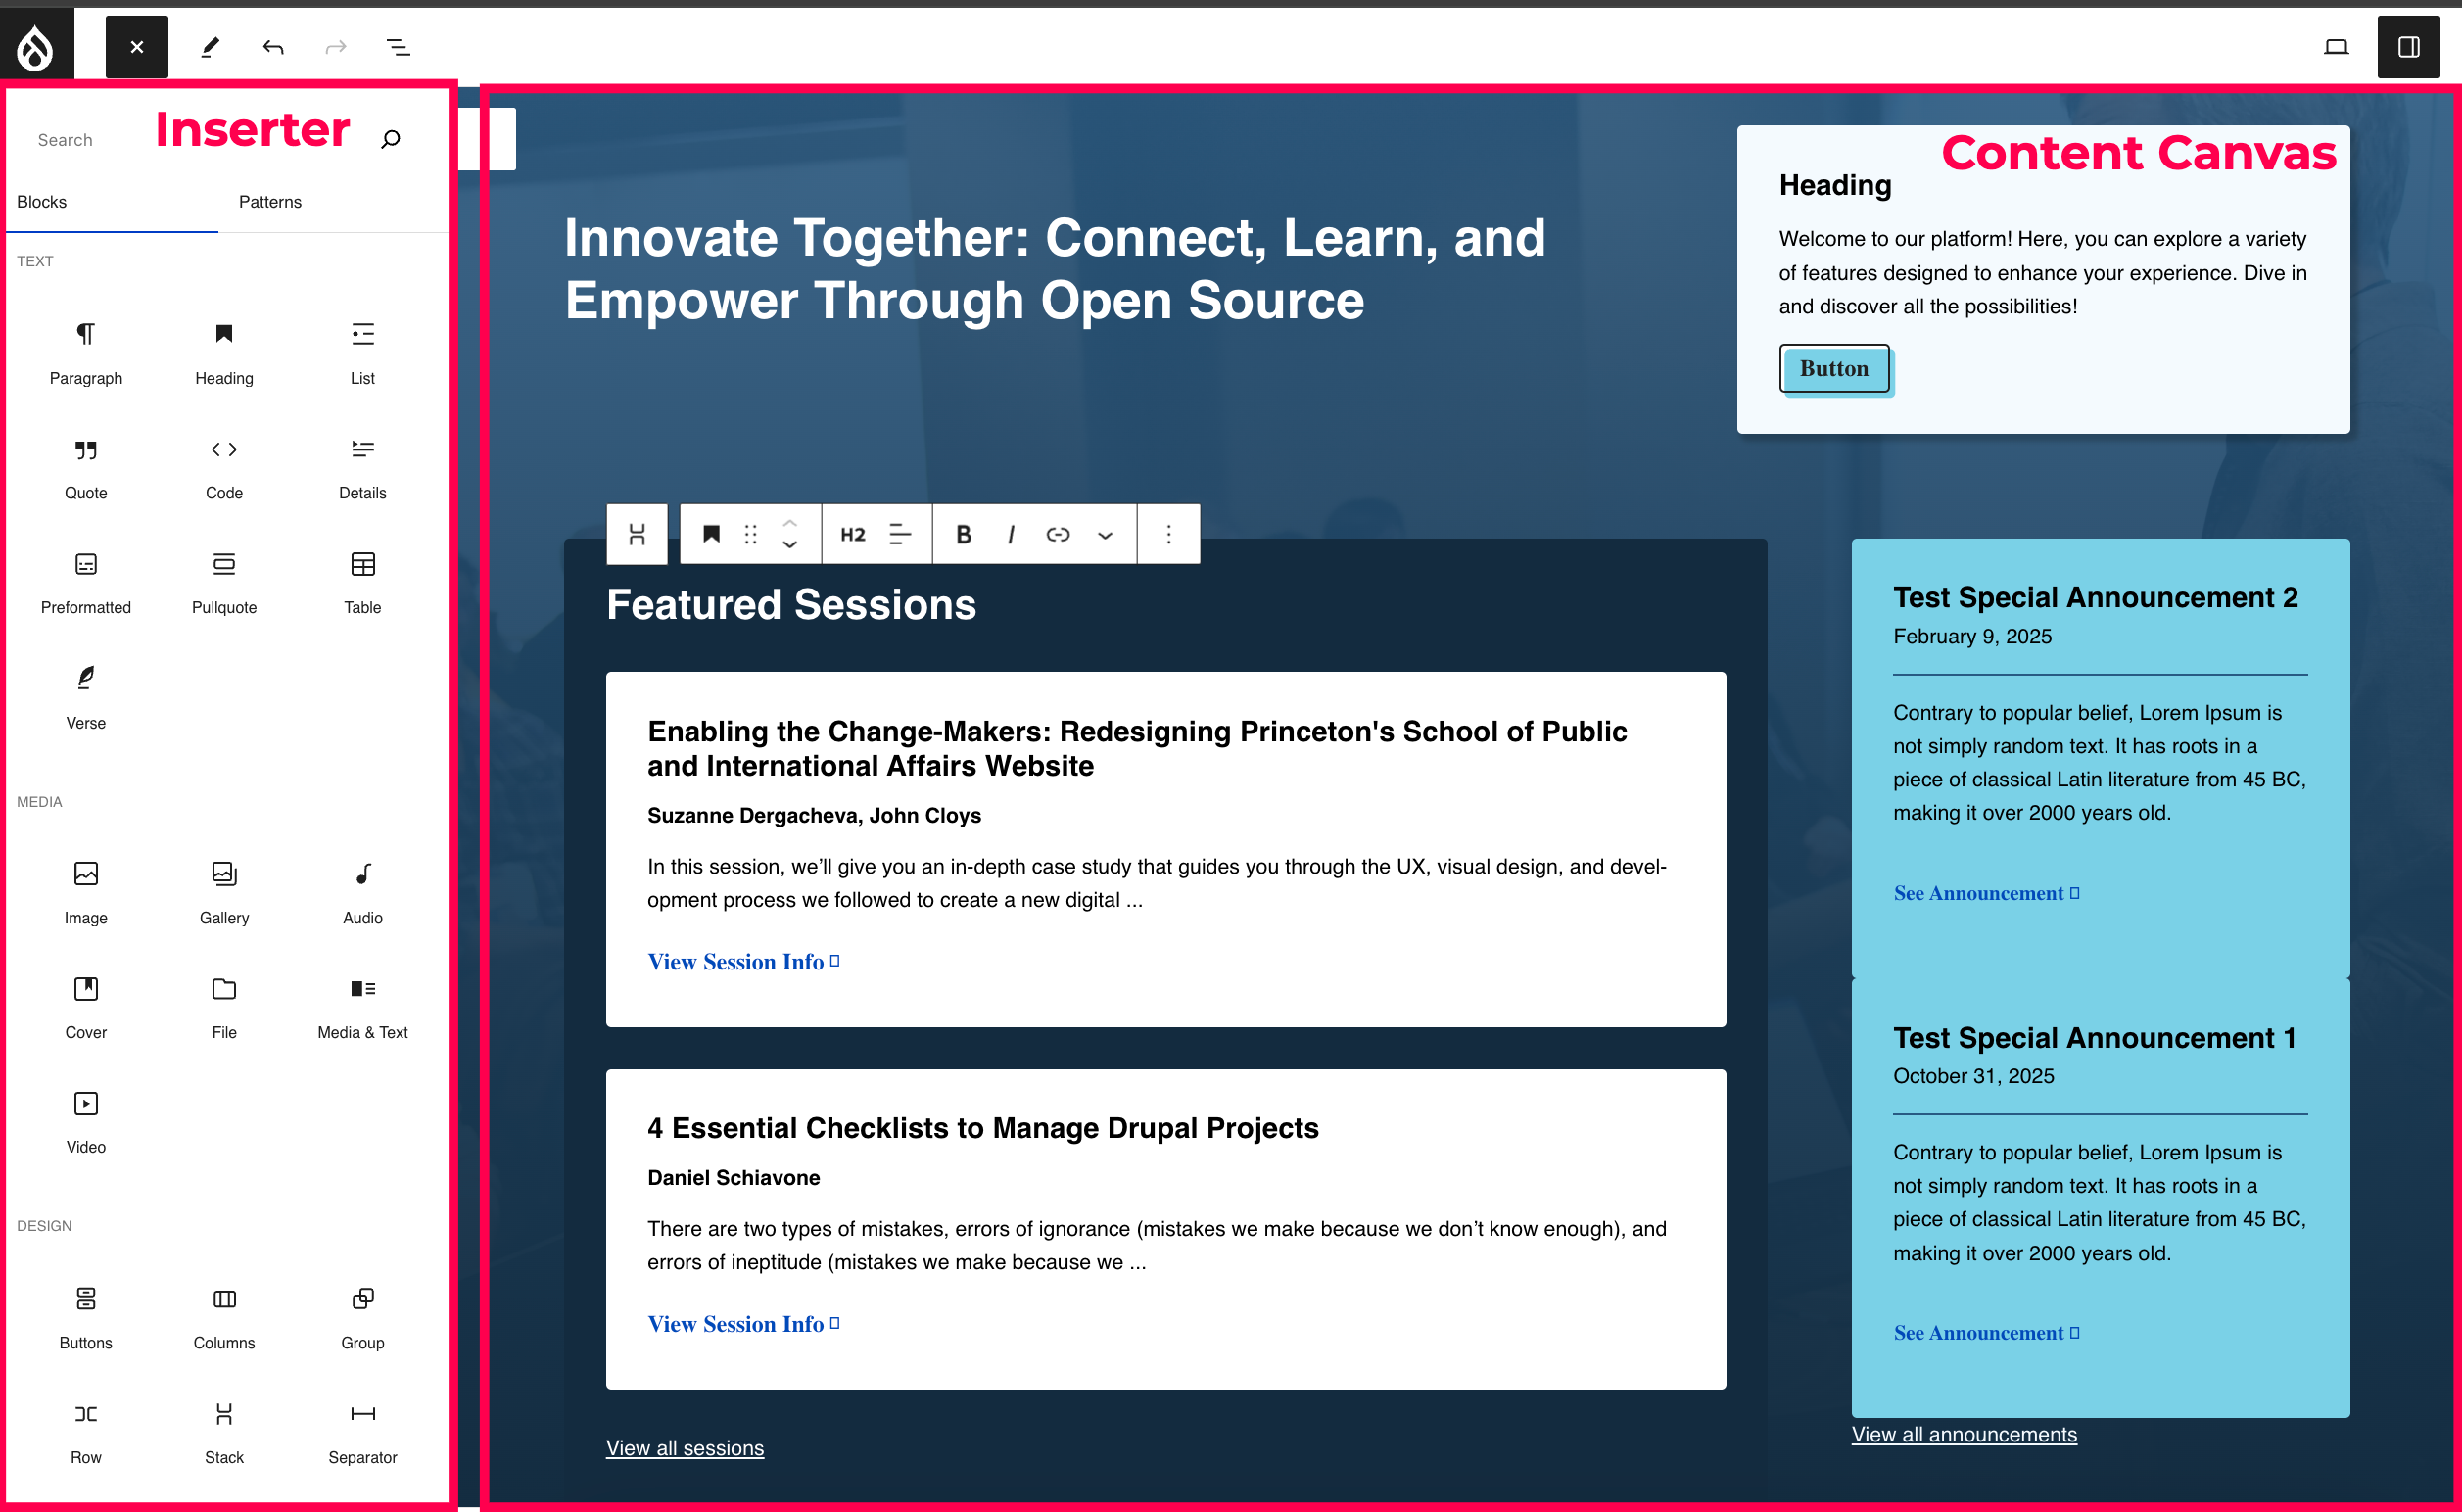 Search
Inserter
Blocks
Patterns
TEXT
Paragraph
Heading
List
Quote
Code
Details
Preformatted
Pullquote
Table
Verse
MEDIA
Image
Gallery
Audio
Cover
File
Media & Text
Video
DESIGN
Buttons
Columns
Group
Row
Stack
Separator
Content Canvas
Innovate Together: Connect, Learn, and
Empower Through Open Source
Heading
Welcome to our platform! Here, you can explore a variety
of features designed to enhance your experience. Dive in
and discover all the possibilities!
Button
H2
B I
Featured Sessions
Enabling the Change-Makers: Redesigning Princeton's School of Public
and International Affairs Website
Suzanne Dergacheva, John Cloys
In this session, we’ll give you an in-depth case study that guides you through the UX, visual design, and devel-
opment process we followed to create a new digital ...
View Session Info
4 Essential Checklists to Manage Drupal Projects
Daniel Schiavone
There are two types of mistakes, errors of ignorance (mistakes we make because we don’t know enough), and
errors of ineptitude (mistakes we make because we ...
View Session Info
View all sessions
Test Special Announcement 2
February 9, 2025
Contrary to popular belief, Lorem Ipsum is
not simply random text. It has roots in a
piece of classical Latin literature from 45 BC,
making it over 2000 years old.
See Announcement
Test Special Announcement 1
October 31, 2025
Contrary to popular belief, Lorem Ipsum is
not simply random text. It has roots in a
piece of classical Latin literature from 45 BC,
making it over 2000 years old.
See Announcement
View all announcements